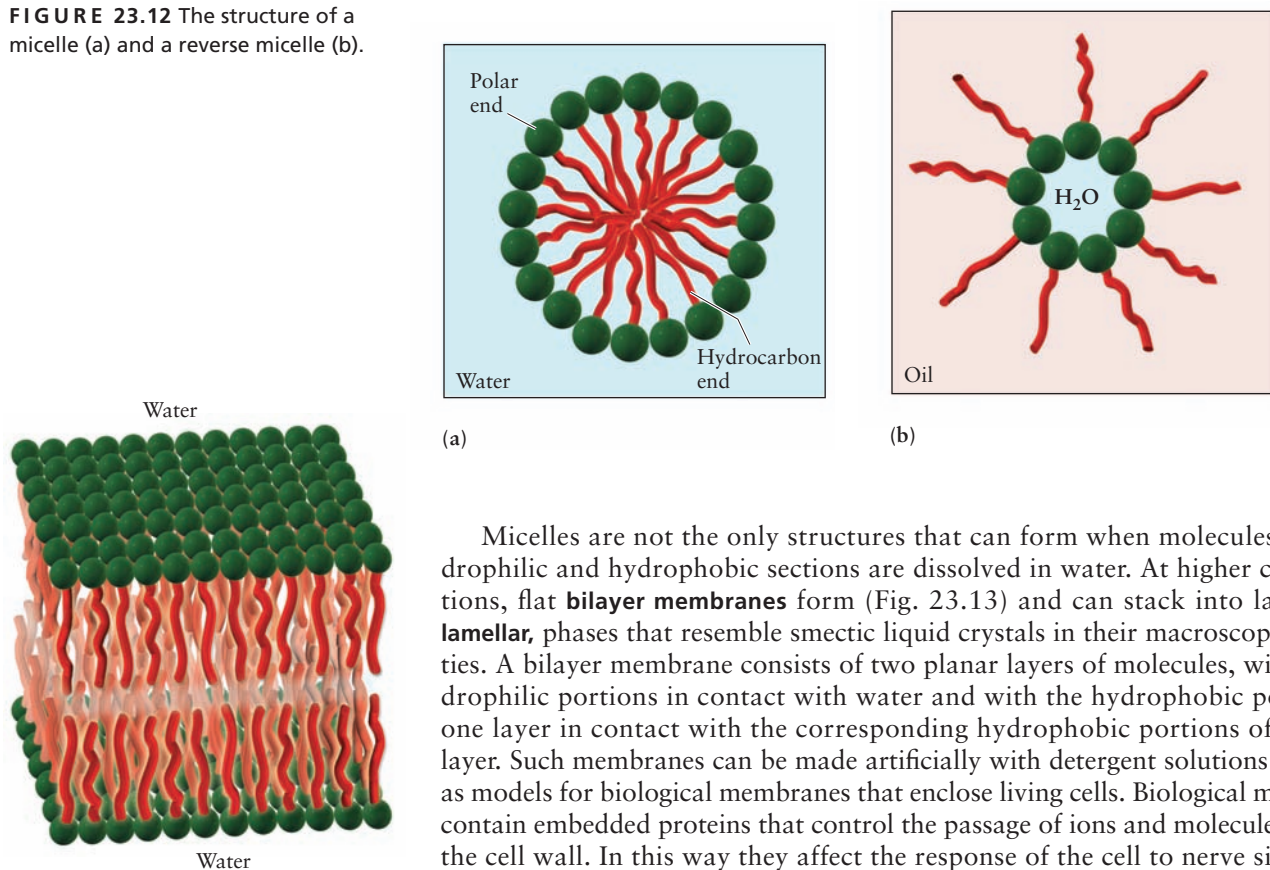 FIGURE 23.12 The structure of a
micelle (a) and a reverse micelle (b).
Polar
end
Hydrocarbon
end
Water
(a)
H₂O
Oil
(b)
Water
Water
Micelles are not the only structures that can form when molecules
drophilic and hydrophobic sections are dissolved in water. At higher c
tions, flat bilayer membranes form (Fig. 23.13) and can stack into la
lamellar, phases that resemble smectic liquid crystals in their macroscop
ties. A bilayer membrane consists of two planar layers of molecules, wi
drophilic portions in contact with water and with the hydrophobic po
one layer in contact with the corresponding hydrophobic portions of
layer. Such membranes can be made artificially with detergent solutions
as models for biological membranes that enclose living cells. Biological m
contain embedded proteins that control the passage of ions and molecule
the cell wall. In this way they affect the response of the cell to nerve si